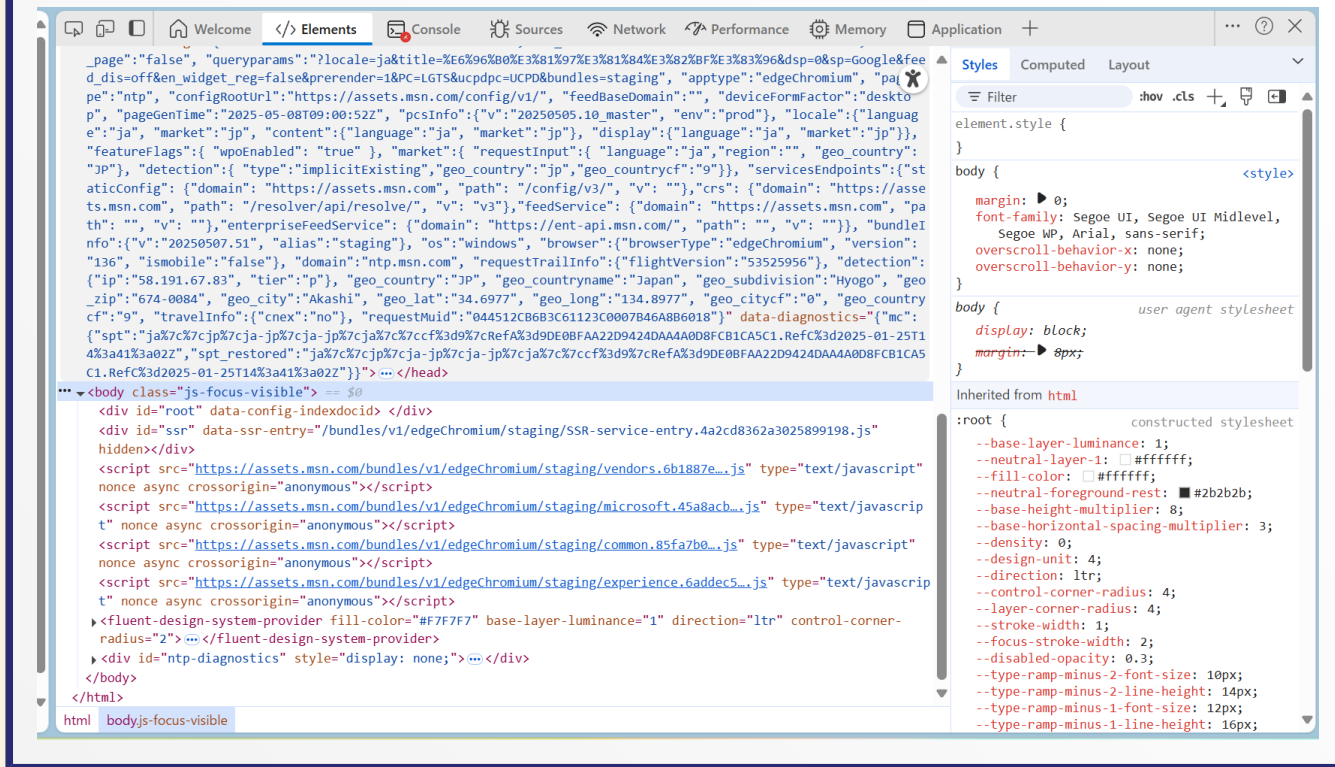 Welcome
</> Elements
Console
Sources
Network
Performance
Memory
Application
_page":"false", "queryparams":"?locale=ja&title=%E6%96%B0%E3%81%97%E3%81%84%E3%82%BF%E3%83%96&dsp=0&sp=Google&fee
d_dis=off&en_widget_reg=false&prerender=1&PC=LGTS&ucpdpc=UCPD&bundles=staging", "apptype":"edgeChromium",
pe":"ntp", "configRootUrl":"https://assets.msn.com/config/v1/", "feedBaseDomain":"", "deviceFormFactor":"deskto
p", "pageGenTime":"2025-05-08T09:00:52Z", "pcsInfo":{"v":"20250505.10_master", "env":"prod"}, "locale":{"languag
e":"ja", "market":"jp", "content":{"language":"ja", "market":"jp"}, "display":{"language":"ja", "market":"jp"}},
"featureFlags":{ "wpoEnabled": "true" }, "market":{ "requestInput":{ "language":"ja","region":"", "geo_country":
"JP"}, "detection":{ "type":"implicitExisting","geo_country":"jp","geo_countrycf":"9"}}, "servicesEndpoints":{"st
aticConfig": {"domain": "https://assets.msn.com", "path": "/config/v3/", "v": ""},"crs": {"domain": "https://asse
ts.msn.com", "path": "/resolver/api/resolve/", "v": "v3"},"feedService": {"domain": "https://assets.msn.com", "pa
th": "", "v": ""},"enterpriseFeedService": {"domain": "https://ent-api.msn.com/", "path": "", "v": ""}}, "bundleI
nfo":{"v":"20250507.51", "alias":"staging"}, "os":"windows", "browser":{"browserType":"edgeChromium", "version":
"136", "ismobile":"false"}, "domain":"ntp.msn.com", "requestTrailInfo":{"flightVersion":"53525956"}, "detection":
{"ip":"58.191.67.83", "tier":"p"}, "geo_country":"JP", "geo_countryname":"Japan", "geo_subdivision":"Hyogo", "geo
_zip":"674-0084", "geo_city":"Akashi", "geo_lat":"34.6977", "geo_long":"134.8977", "geo_citycf":"0", "geo_country
cf":"9", "travelInfo":{"cnex":"no"}, "requestMuid":"044512CB6B3C61123C0007B46A8B6018"}" data-diagnostics="{"mc":
{"spt":"ja%7c%7cjp%7cja-jp%7cja-jp%7cja%7c%7ccf%3d9%7cRefA%3d9DE0BFAA22D9424DAA4A0D8FCB1CA5C1.RefC%3d2025-01-25T1
4%3a41%3a02Z","spt_restored":"ja%7c%7cjp%7cja-jp%7cja-jp%7cja%7c%7ccf%3d9%7cRefA%3d9DE0BFAA22D9424DAA4A0D8FCB1CA5
C1.RefC%3d2025-01-25T14%3a41%3a02Z"}}">…</head>
<body class="js-focus-visible"> == $0
<div id="root" data-config-indexdocid> </div>
<div id="ssr" data-ssr-entry="/bundles/v1/edgeChromium/staging/SSR-service-entry.4a2cd8362a3025899198.js"
hidden></div>
<script src="https://assets.msn.com/bundles/v1/edgeChromium/staging/vendors.6b1887e….js" type="text/javascript"
nonce async crossorigin="anonymous"></script>
<script src="https://assets.msn.com/bundles/v1/edgeChromium/staging/microsoft.45a8acb….js" type="text/javascrip
t" nonce async crossorigin="anonymous"></script>
<script src="https://assets.msn.com/bundles/v1/edgeChromium/staging/common.85fa7b0….js" type="text/javascript"
nonce async crossorigin="anonymous"></script>
<script src="https://assets.msn.com/bundles/v1/edgeChromium/staging/experience.6addec5….js" type="text/javascrip
t" nonce async crossorigin="anonymous"></script>
<fluent-design-system-provider fill-color="#F7F7F7" base-layer-luminance="1" direction="ltr" control-corner-
radius="2">…</fluent-design-system-provider>
<div id="ntp-diagnostics" style="display: none;">…</div>
</body>
</html>
html body.js-focus-visible
Styles Computed Layout
Filter :hov .cls
element.style {
}
body { <style>
margin: 0;
font-family: Segoe UI, Segoe UI Midlevel,
Segoe WP, Arial, sans-serif;
overscroll-behavior-x: none;
overscroll-behavior-y: none;
}
body { user agent stylesheet
display: block;
margin: 8px;
}
Inherited from html
:root { constructed stylesheet
--base-layer-luminance: 1;
--neutral-layer-1: #ffffff;
--fill-color: #ffffff;
--neutral-foreground-rest: #2b2b2b;
--base-height-multiplier: 8;
--base-horizontal-spacing-multiplier: 3;
--density: 0;
--design-unit: 4;
--direction: ltr;
--control-corner-radius: 4;
--layer-corner-radius: 4;
--stroke-width: 1;
--focus-stroke-width: 2;
--disabled-opacity: 0.3;
--type-ramp-minus-2-font-size: 10px;
--type-ramp-minus-2-line-height: 14px;
--type-ramp-minus-1-font-size: 12px;
--type-ramp-minus-1-line-height: 16px;